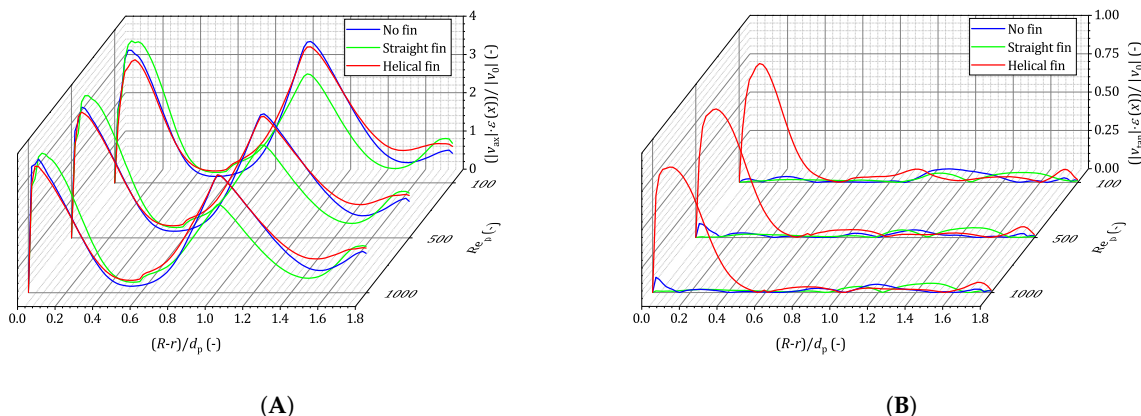 No fin
Straight fin
Helical fin
4
3
2
1
0
(|v_ax|·ε(x))/|v_0| (-)
100
500
1000
Re_p (-)
0.0 0.2 0.4 0.6 0.8 1.0 1.2 1.4 1.6 1.8
(R-r)/d_p (-)
(A)
No fin
Straight fin
Helical fin
1.00
0.75
0.50
0.25
0.00
(|v_tan|·ε(x))/|v_0| (-)
100
500
1000
Re_p (-)
0.0 0.2 0.4 0.6 0.8 1.0 1.2 1.4 1.6 1.8
(R-r)/d_p (-)
(B)